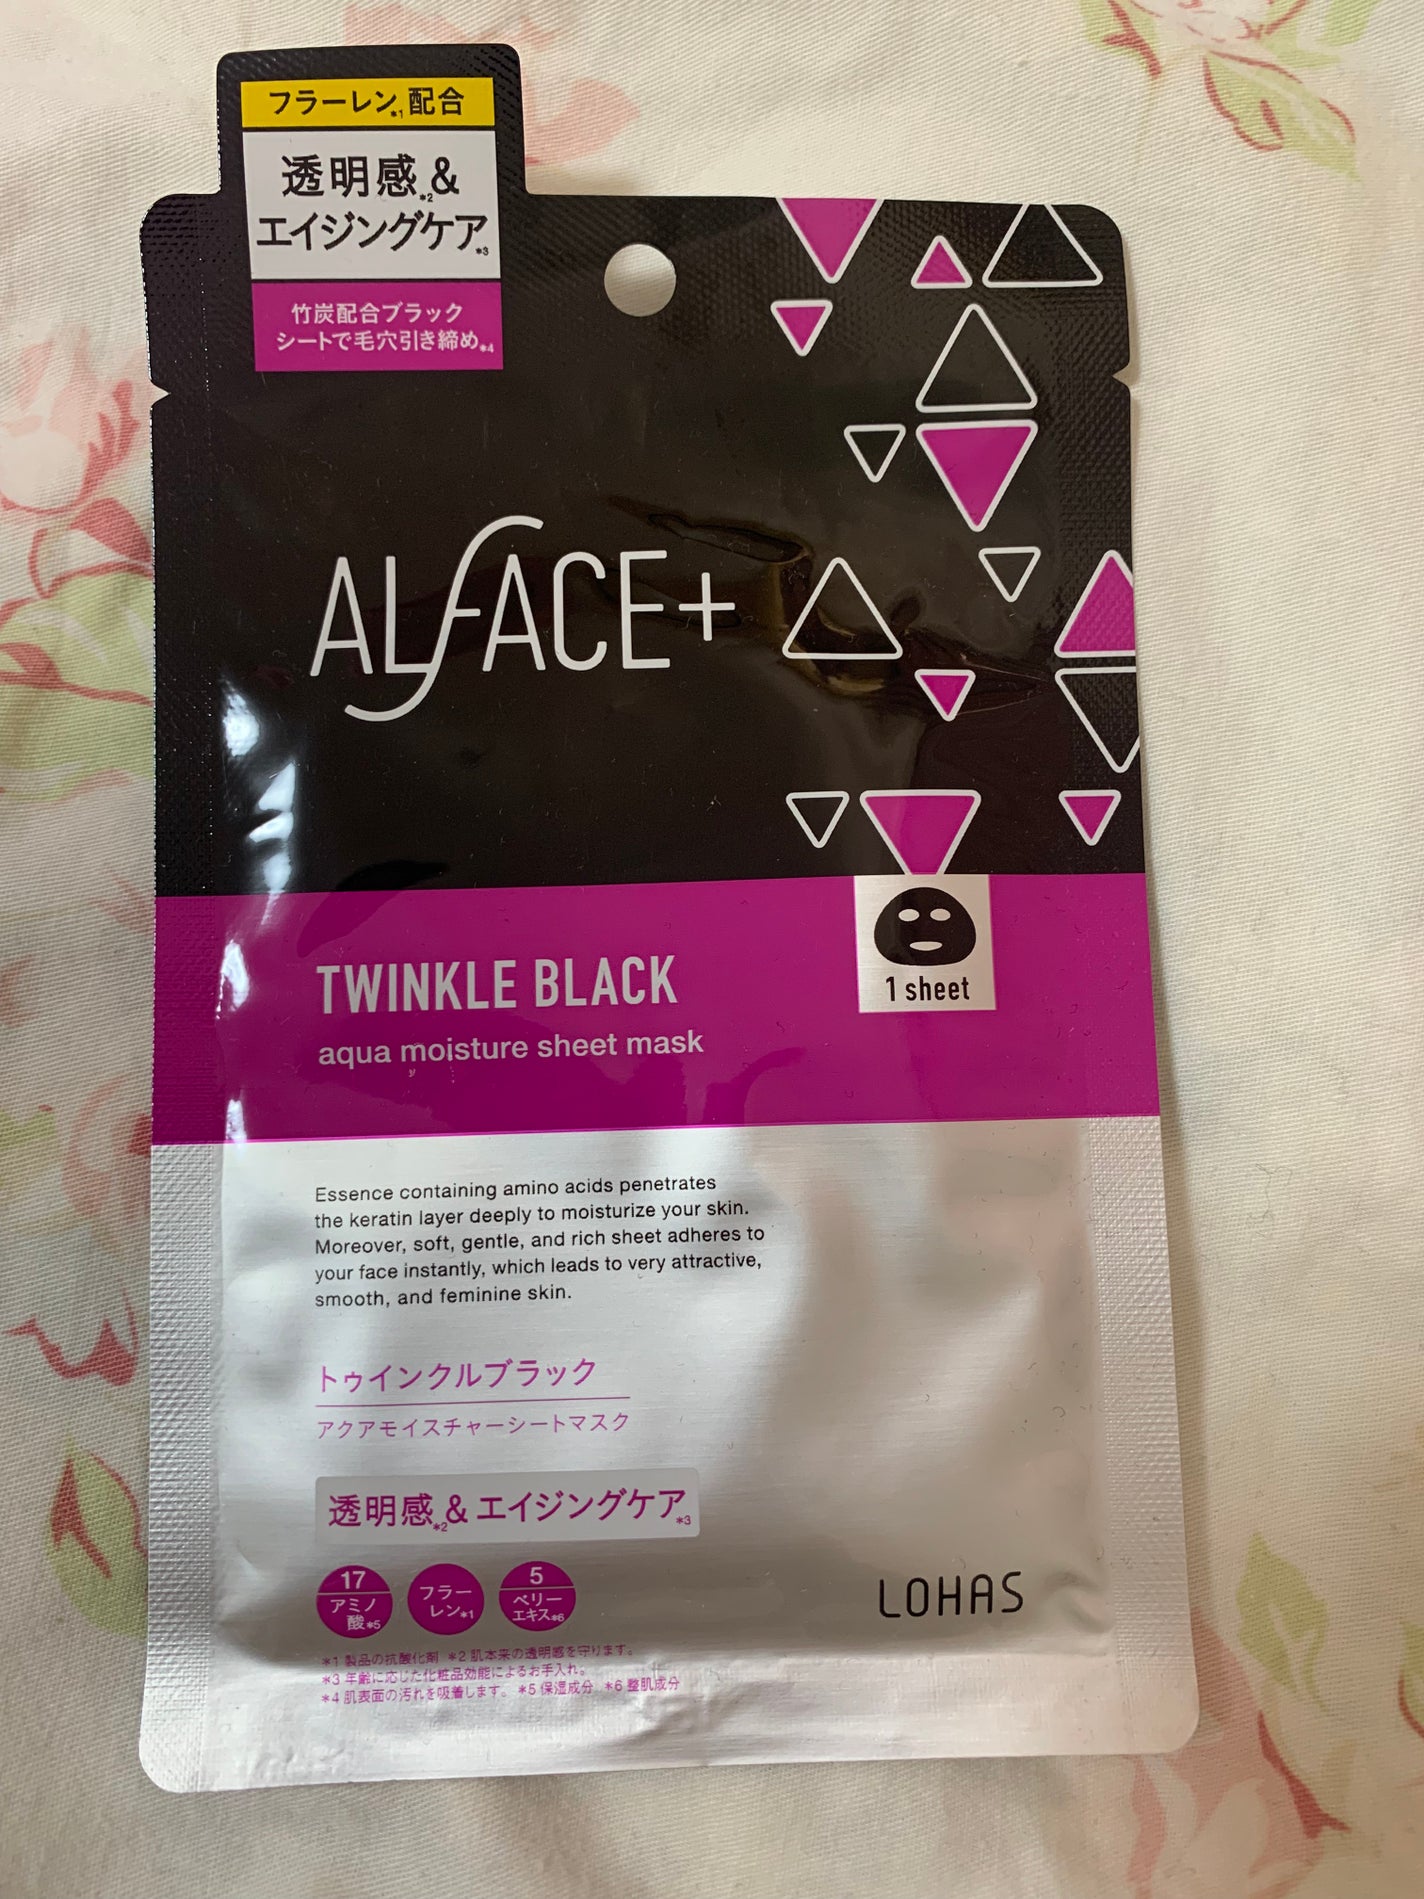 フラーレン*1配合
透明感*2&
エイジングケア*3
竹炭配合ブラック
シートで毛穴引き締め*4
ALFACE+
TWINKLE BLACK
aqua moisture sheet mask
1 sheet
Essence containing amino acids penetrates
the keratin layer deeply to moisturize your skin.
Moreover, soft, gentle, and rich sheet adheres to
your face instantly, which leads to very attractive,
smooth, and feminine skin.
トゥインクルブラック
アクアモイスチャーシートマスク
透明感*2& エイジングケア*3
17
アミノ
酸*5
フラー
レン*1
5
ベリー
エキス*6
LOHAS
*1 製品の抗酸化剤 *2 肌本来の透明感を守ります。
*3 年齢に応じた化粧品効能によるお手入れ。
*4 肌表面の汚れを吸着します。 *5 保湿成分 *6 整肌成分